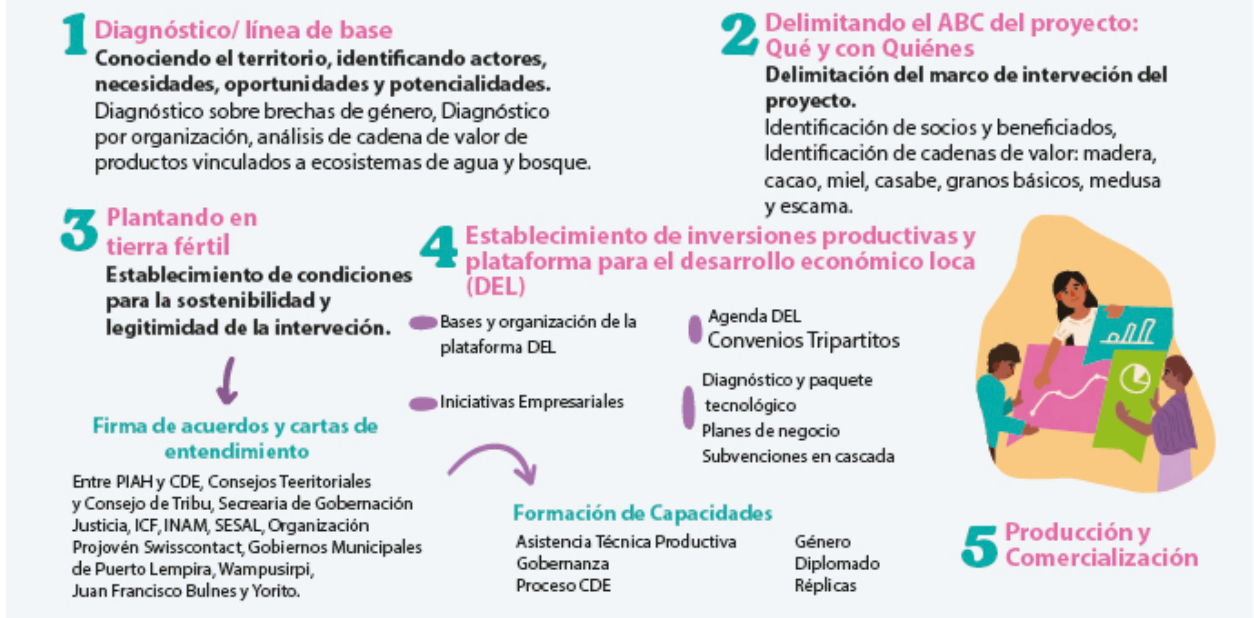 1 Diagnóstico/ línea de base
Conociendo el territorio, identificando actores,
necesidades, oportunidades y potencialidades.
Diagnóstico sobre brechas de género, Diagnóstico
por organización, análisis de cadena de valor de
productos vinculados a ecosistemas de agua y bosque.
2 Delimitando el ABC del proyecto:
Qué y con Quiénes
Delimitación del marco de interveción del
proyecto.
Identificación de socios y beneficiados,
Identificación de cadenas de valor: madera,
cacao, miel, casabe, granos básicos, medusa
y escama.
3 Plantando en
tierra fértil
Establecimiento de condiciones
para la sostenibilidad y
legitimidad de la interveción.
Firma de acuerdos y cartas de
entendimiento
Entre PIAH y CDE, Consejos Teeritoriales
y Consejo de Tribu, Secrearia de Gobernación
Justicia, ICF, INAM, SESAL, Organización
Projovén Swisscontact, Gobiernos Municipales
de Puerto Lempira, Wampusirpi,
Juan Francisco Bulnes y Yorito.
4 Establecimiento de inversiones productivas y
plataforma para el desarrollo económico loca
(DEL)
Bases y organización de la
plataforma DEL
Iniciativas Empresariales
Agenda DEL
Convenios Tripartitos
Diagnóstico y paquete
tecnológico
Planes de negocio
Subvenciones en cascada
Formación de Capacidades
Asistencia Técnica Productiva
Gobernanza
Proceso CDE
Género
Diplomado
Réplicas
5 Producción y
Comercialización